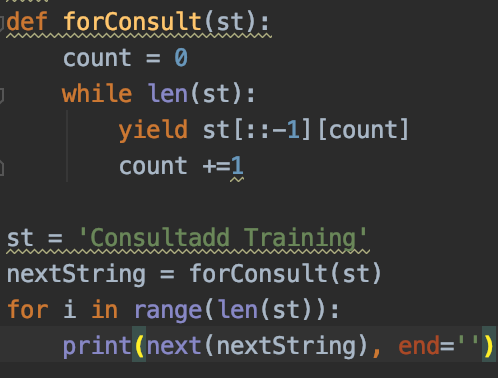 def forConsult(st):
    count = 0
    while len(st):
        yield st[::-1][count]
        count +=1

st = 'Consultadd Training'
nextString = forConsult(st)
for i in range(len(st)):
    print(next(nextString), end='')